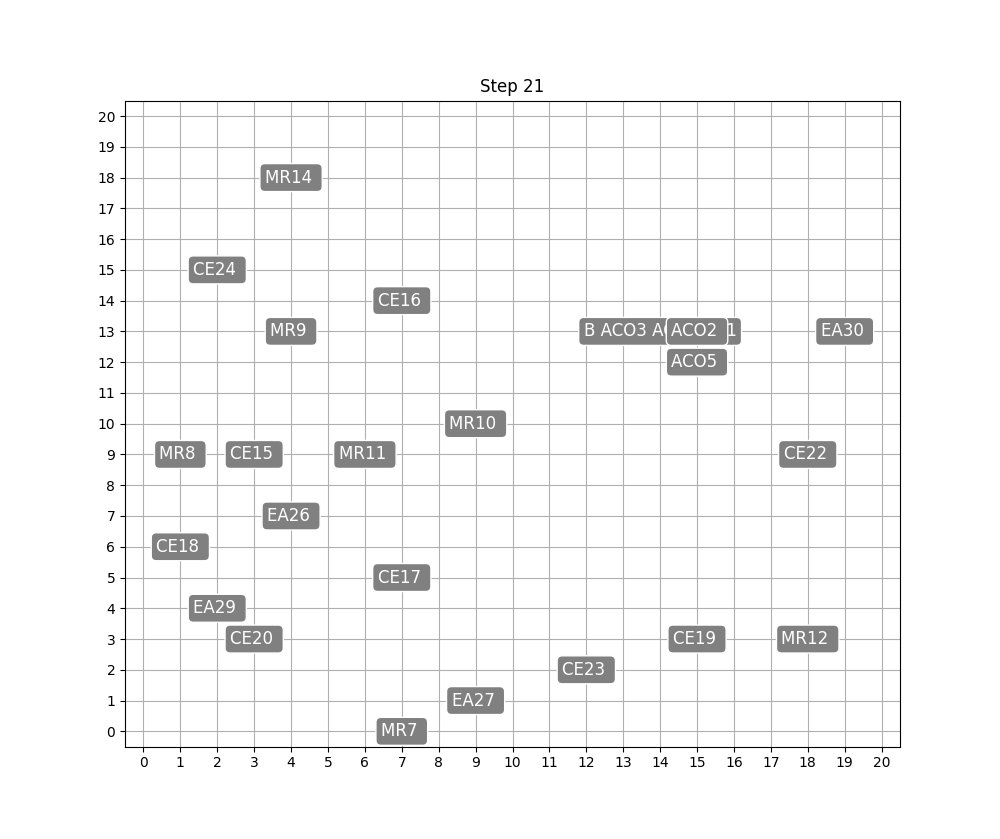 Step 21
20
19
18 MR14
17
16
15 CE24
14 CE16
13 MR9 B ACO3 ACO2 1 EA30
12 ACO5
11
10 MR10
9 MR8 CE15 MR11 CE22
8
7 EA26
6 CE18
5 CE17
4 EA29
3 CE20 CE19 MR12
2 CE23
1 EA27
0 MR7
0 1 2 3 4 5 6 7 8 9 10 11 12 13 14 15 16 17 18 19 20